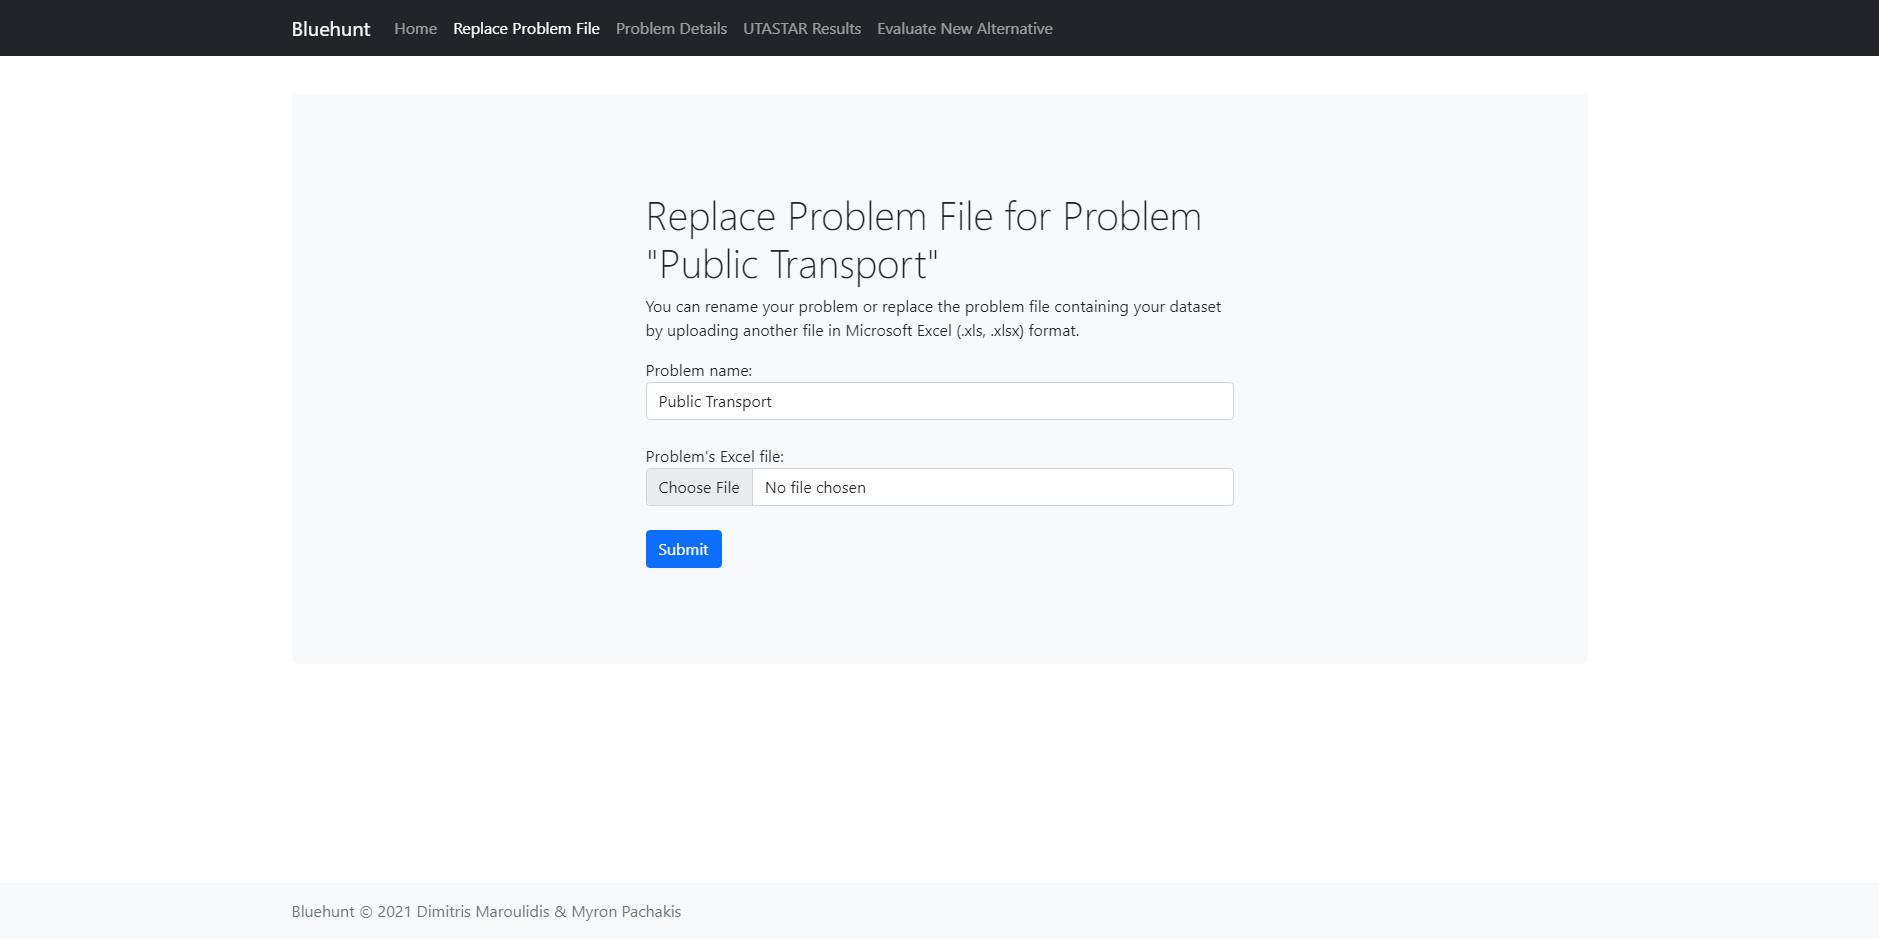 Bluehunt Home Replace Problem File Problem Details UTASTAR Results Evaluate New Alternative
Replace Problem File for Problem
"Public Transport"
You can rename your problem or replace the problem file containing your dataset
by uploading another file in Microsoft Excel (.xls, .xlsx) format.
Problem name:
Public Transport
Problem's Excel file:
Choose File No file chosen
Submit
Bluehunt © 2021 Dimitris Maroulidis & Myron Pachakis